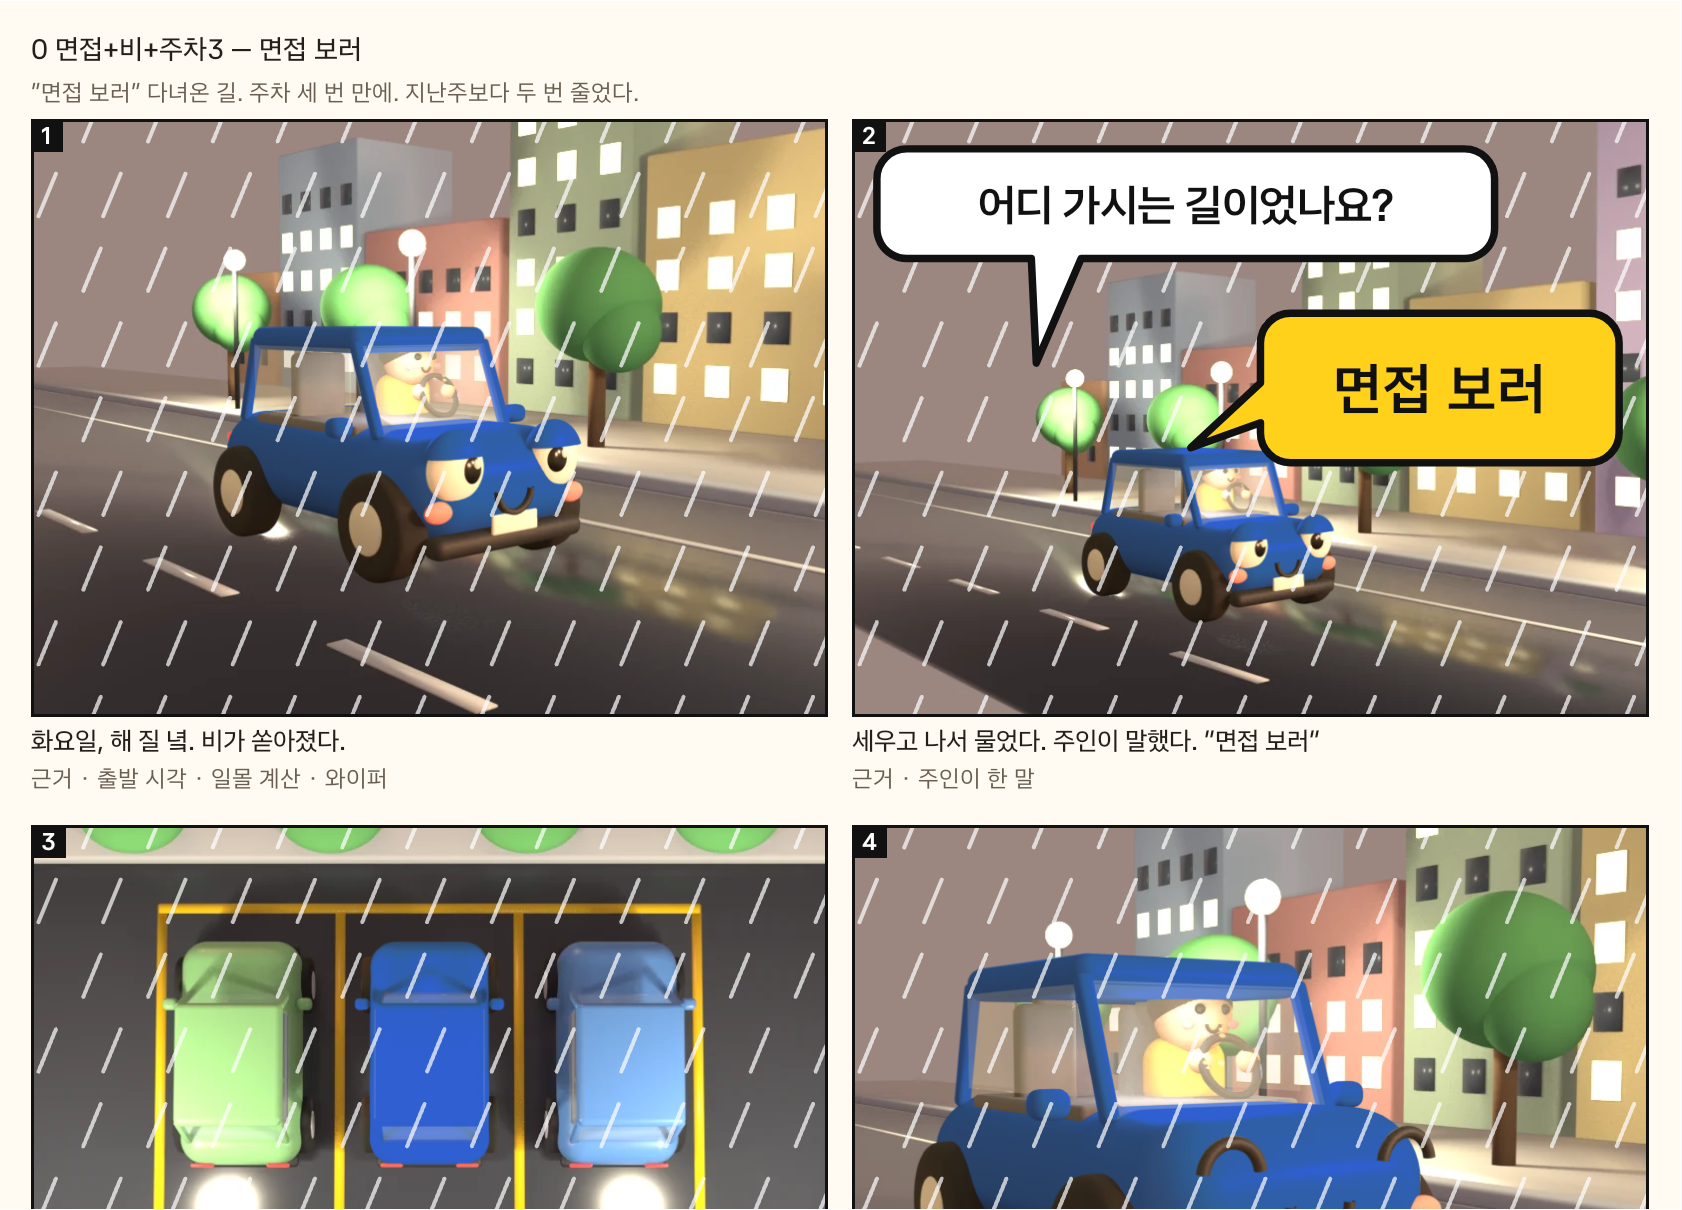 0 면접+비+주차3 — 면접 보러
"면접 보러" 다녀온 길. 주차 세 번 만에. 지난주보다 두 번 줄었다.
1
2
어디 가시는 길이었나요?
면접 보러
화요일, 해 질 녘. 비가 쏟아졌다.
근거 · 출발 시각 · 일몰 계산 · 와이퍼
세우고 나서 물었다. 주인이 말했다. "면접 보러"
근거 · 주인이 한 말
3
4